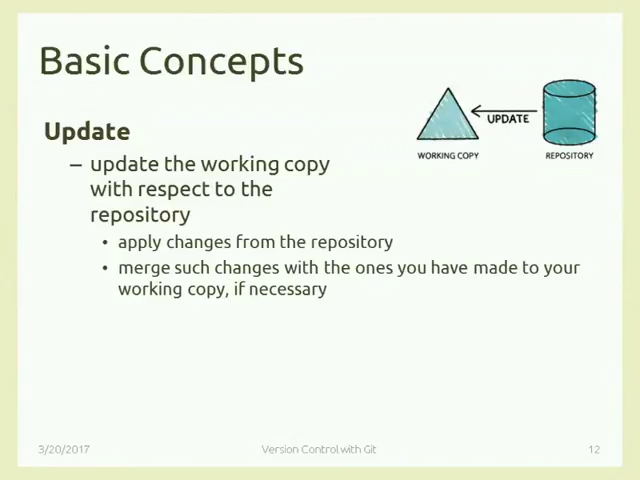 Basic Concepts
UPDATE
WORKING COPY
REPOSITORY
Update
– update the working copy
with respect to the
repository
• apply changes from the repository
• merge such changes with the ones you have made to your
working copy, if necessary
3/20/2017
Version Control with Git
12